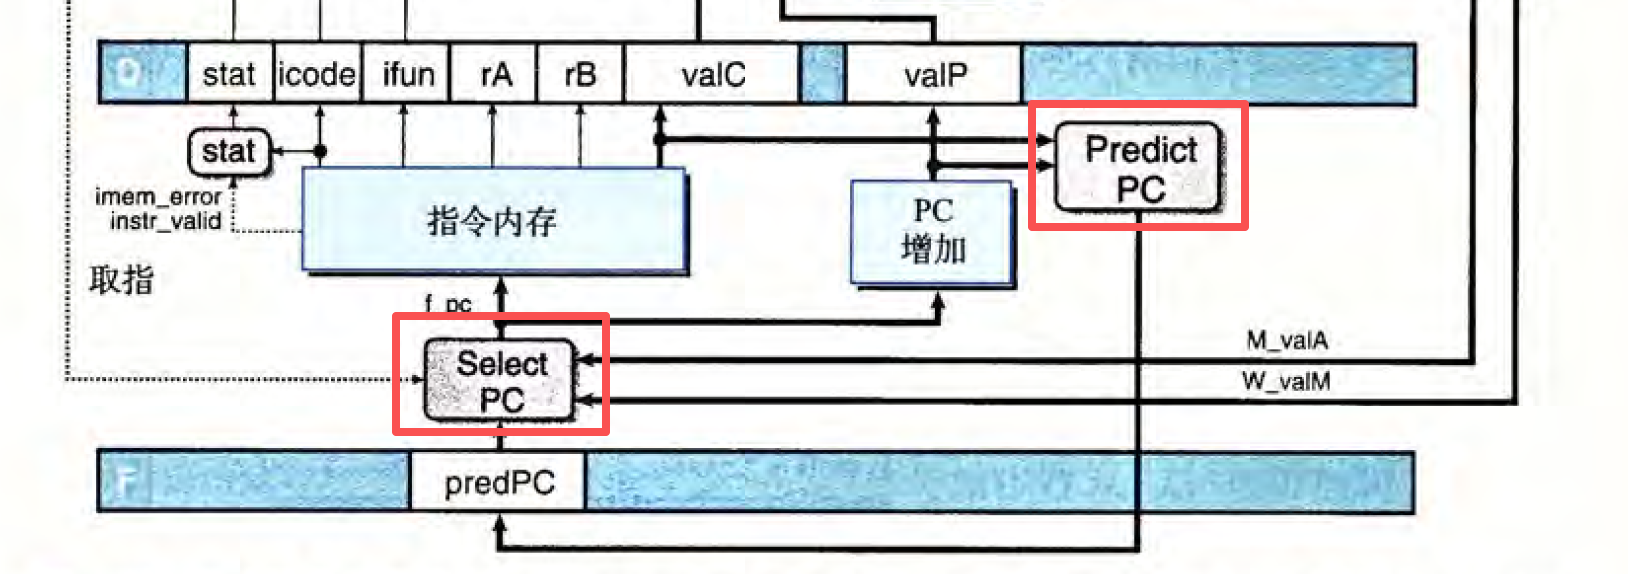 D stat icode ifun rA rB valC valP
stat
Predict
PC
imem_error
instr_valid
指令内存
PC
增加
取指
f_pc
Select
PC
M_valA
W_valM
F predPC